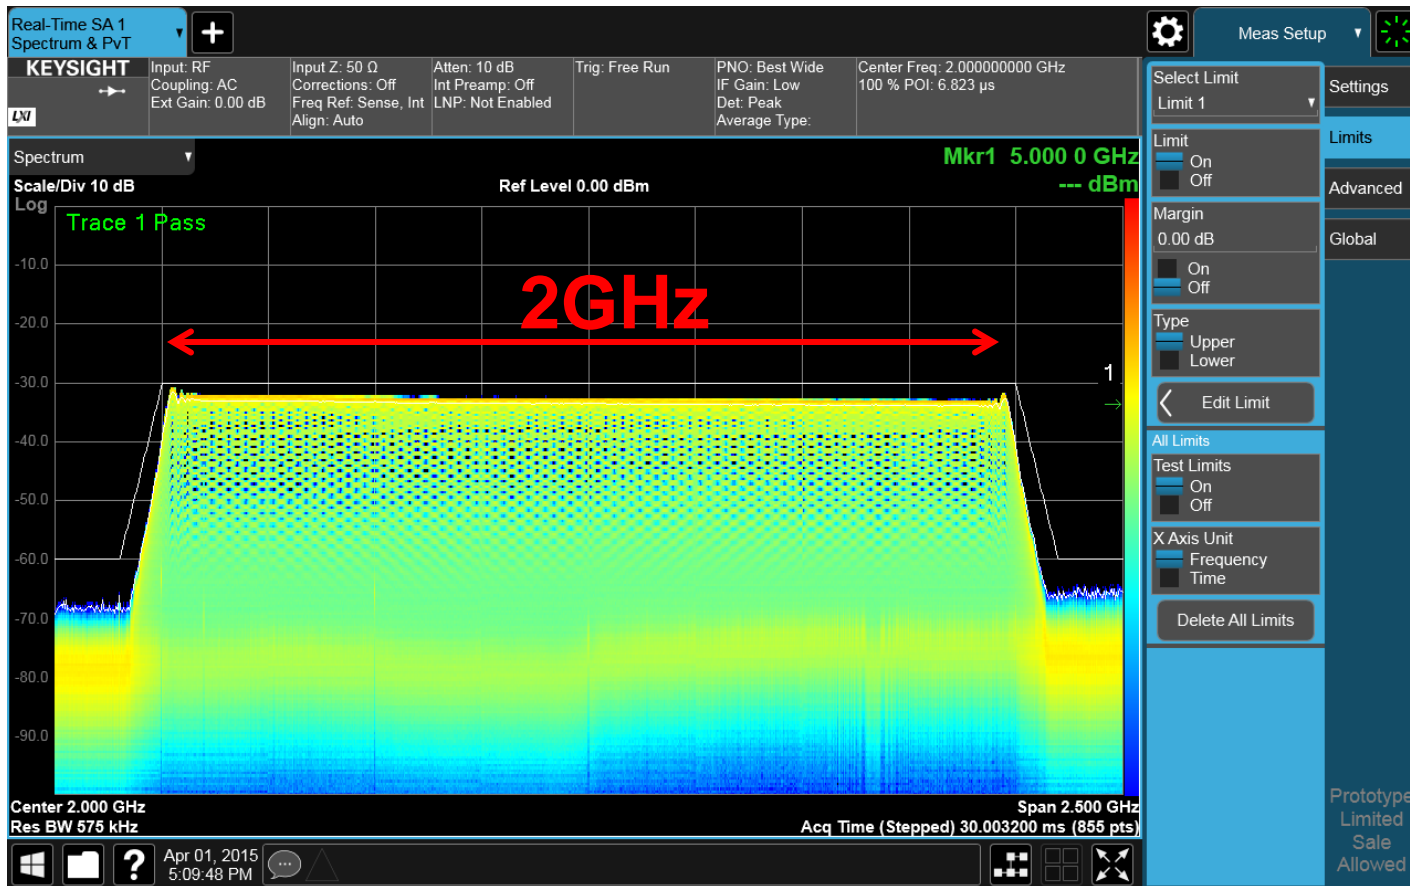 Real-Time SA 1
Spectrum & PvT
Meas Setup
KEYSIGHT
LXI
Input: RF
Coupling: AC
Ext Gain: 0.00 dB
Input Z: 50 Ω
Corrections: Off
Freq Ref: Sense, Int
Align: Auto
Atten: 10 dB
Int Preamp: Off
LNP: Not Enabled
Trig: Free Run
PNO: Best Wide
IF Gain: Low
Det: Peak
Average Type:
Center Freq: 2.000000000 GHz
100 % POI: 6.823 µs
Spectrum
Mkr1 5.000 0 GHz
--- dBm
Scale/Div 10 dB
Ref Level 0.00 dBm
Log
Trace 1 Pass
2GHz
1
-10.0
-20.0
-30.0
-40.0
-50.0
-60.0
-70.0
-80.0
-90.0
Center 2.000 GHz
Res BW 575 kHz
Span 2.500 GHz
Acq Time (Stepped) 30.003200 ms (855 pts)
Select Limit
Limit 1
Limit
On
Off
Margin
0.00 dB
On
Off
Type
Upper
Lower
Edit Limit
All Limits
Test Limits
On
Off
X Axis Unit
Frequency
Time
Delete All Limits
Settings
Limits
Advanced
Global
Prototype
Limited
Sale
Allowed
?
Apr 01, 2015
5:09:48 PM